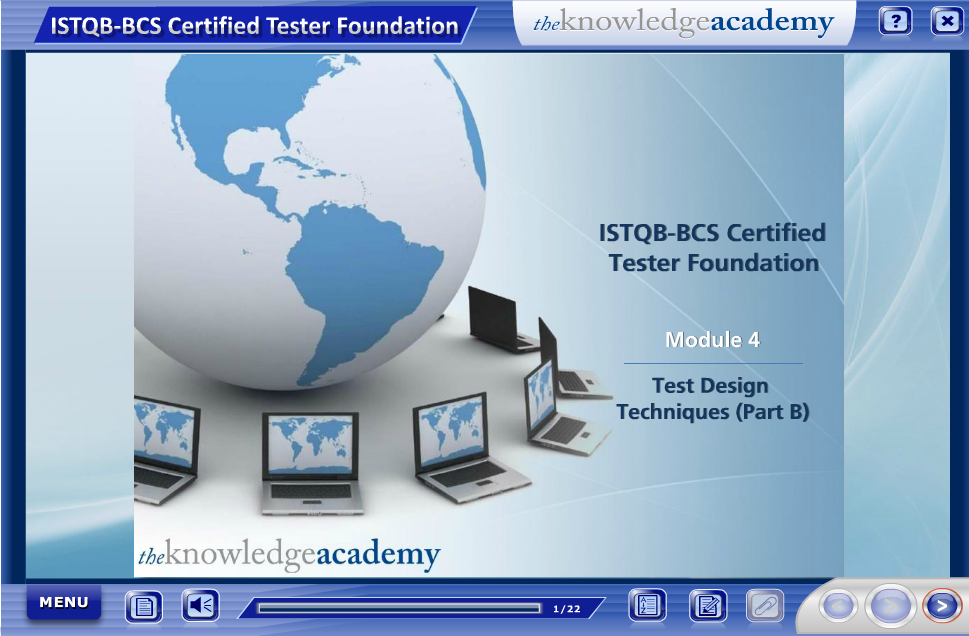 ISTQB-BCS Certified Tester Foundation
theknowledgeacademy
?
ISTQB-BCS Certified
Tester Foundation
Module 4
Test Design
Techniques (Part B)
theknowledgeacademy
MENU
1/22